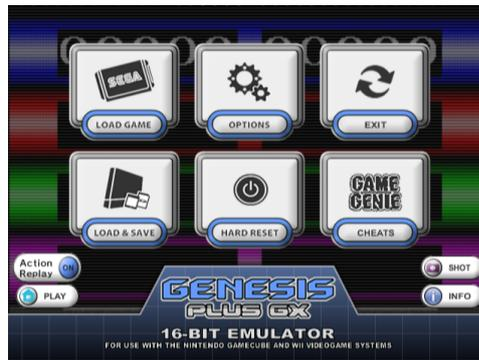 SEGA
LOAD GAME
OPTIONS
EXIT
GAME
GENIE
LOAD & SAVE
HARD RESET
CHEATS
Action
Replay
ON
SHOT
PLAY
INFO
GENESIS
PLUS GX
16-BIT EMULATOR
FOR USE WITH THE NINTENDO GAMECUBE AND WII VIDEOGAME SYSTEMS